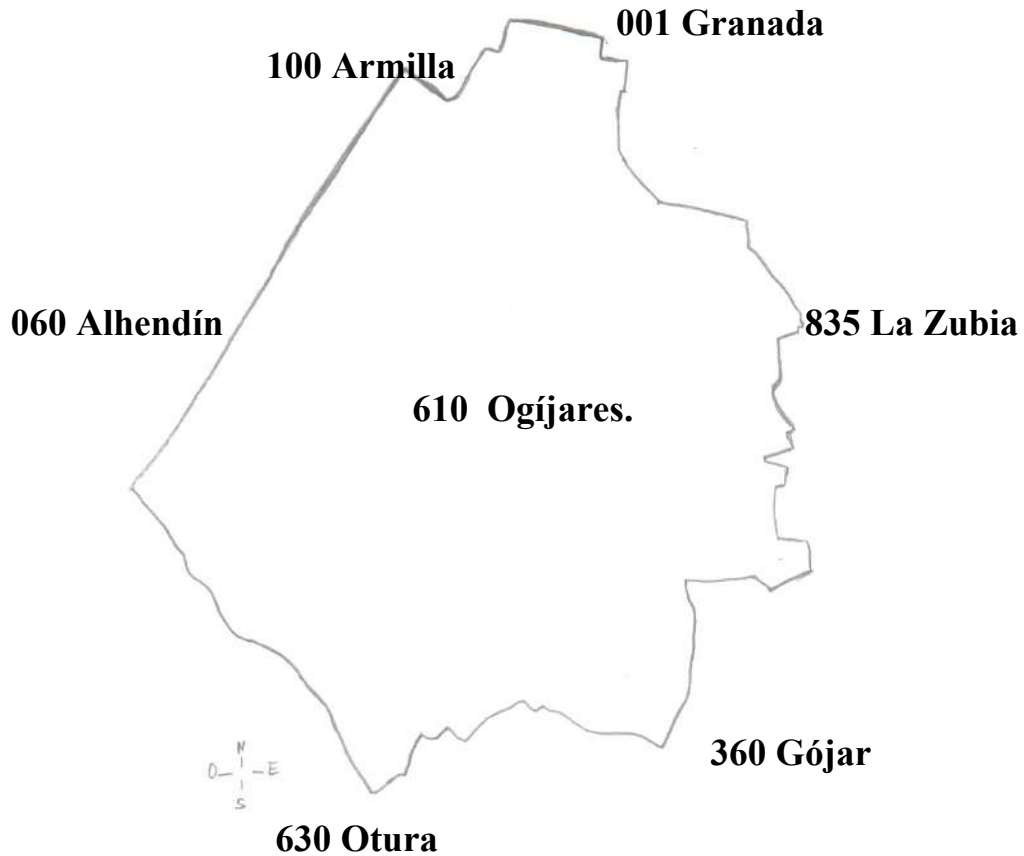 001 Granada
100 Armilla
060 Alhendín
835 La Zubia
610 Ogíjares.
360 Gójar
N
O E
S
630 Otura